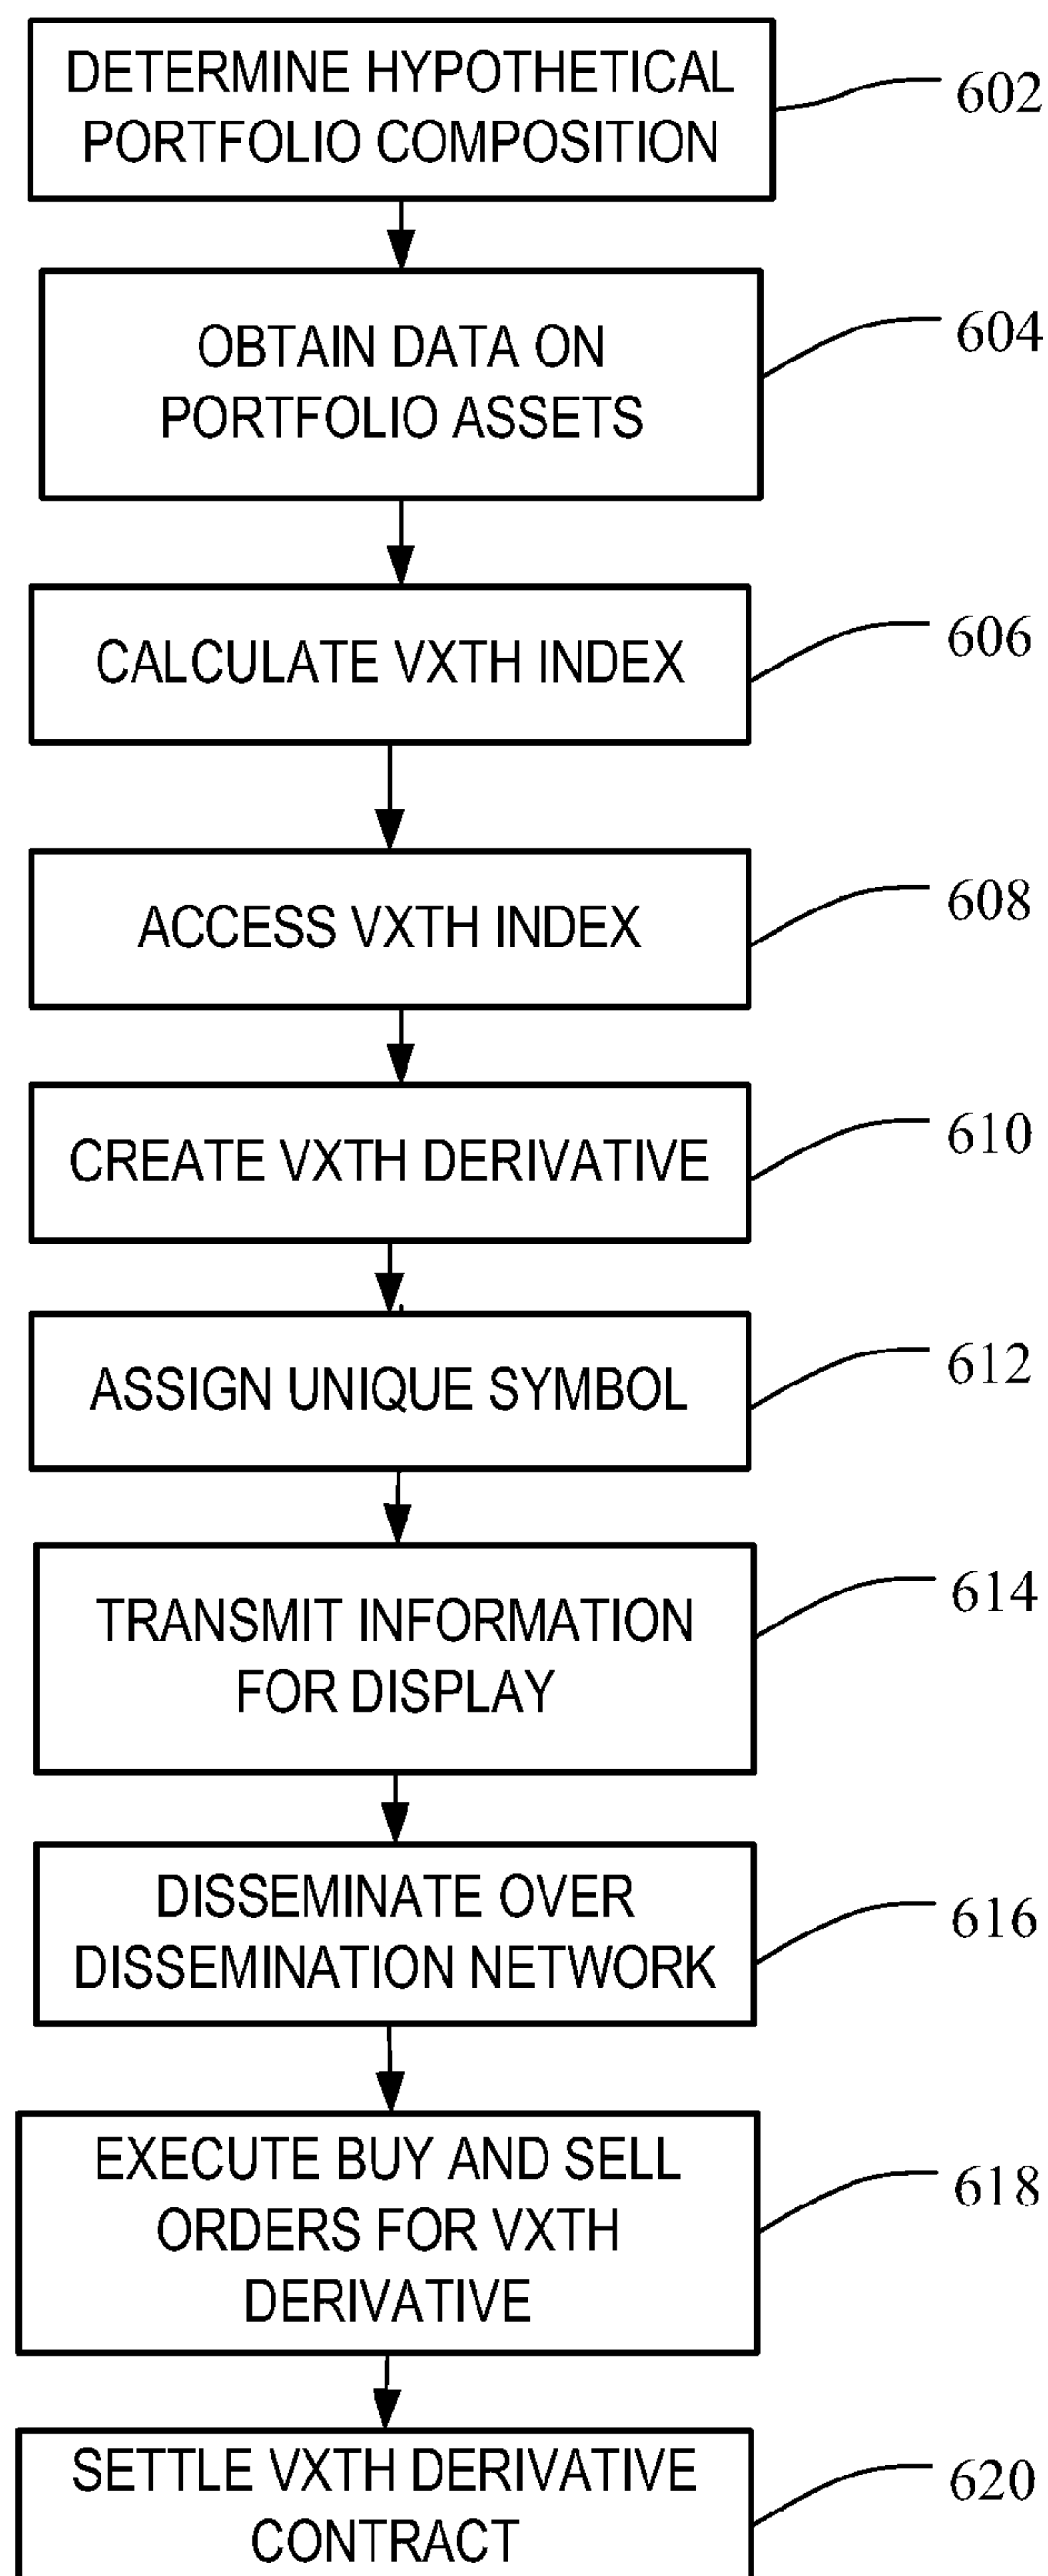 DETERMINE HYPOTHETICAL
PORTFOLIO COMPOSITION
602
OBTAIN DATA ON
PORTFOLIO ASSETS
604
CALCULATE VXTH INDEX
606
ACCESS VXTH INDEX
608
CREATE VXTH DERIVATIVE
610
ASSIGN UNIQUE SYMBOL
612
TRANSMIT INFORMATION
FOR DISPLAY
614
DISSEMINATE OVER
DISSEMINATION NETWORK
616
EXECUTE BUY AND SELL
ORDERS FOR VXTH
DERIVATIVE
618
SETTLE VXTH DERIVATIVE
CONTRACT
620